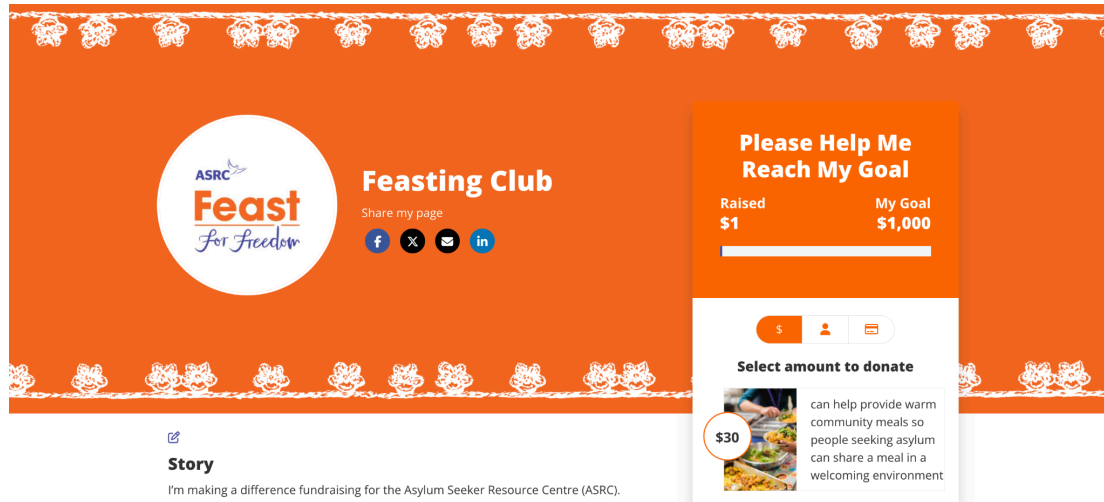 ASRC
Feast
For Freedom
Feasting Club
Share my page
Please Help Me
Reach My Goal
Raised
My Goal
$1
$1,000
$
Select amount to donate
$30
can help provide warm
community meals so
people seeking asylum
can share a meal in a
welcoming environment
Story
I'm making a difference fundraising for the Asylum Seeker Resource Centre (ASRC).